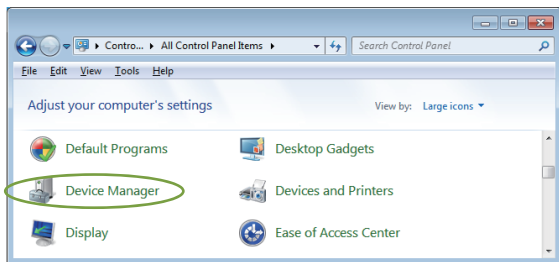 Contro... All Control Panel Items Search Control Panel
File Edit View Tools Help
Adjust your computer's settings View by: Large icons
Default Programs Desktop Gadgets
Device Manager Devices and Printers
Display Ease of Access Center